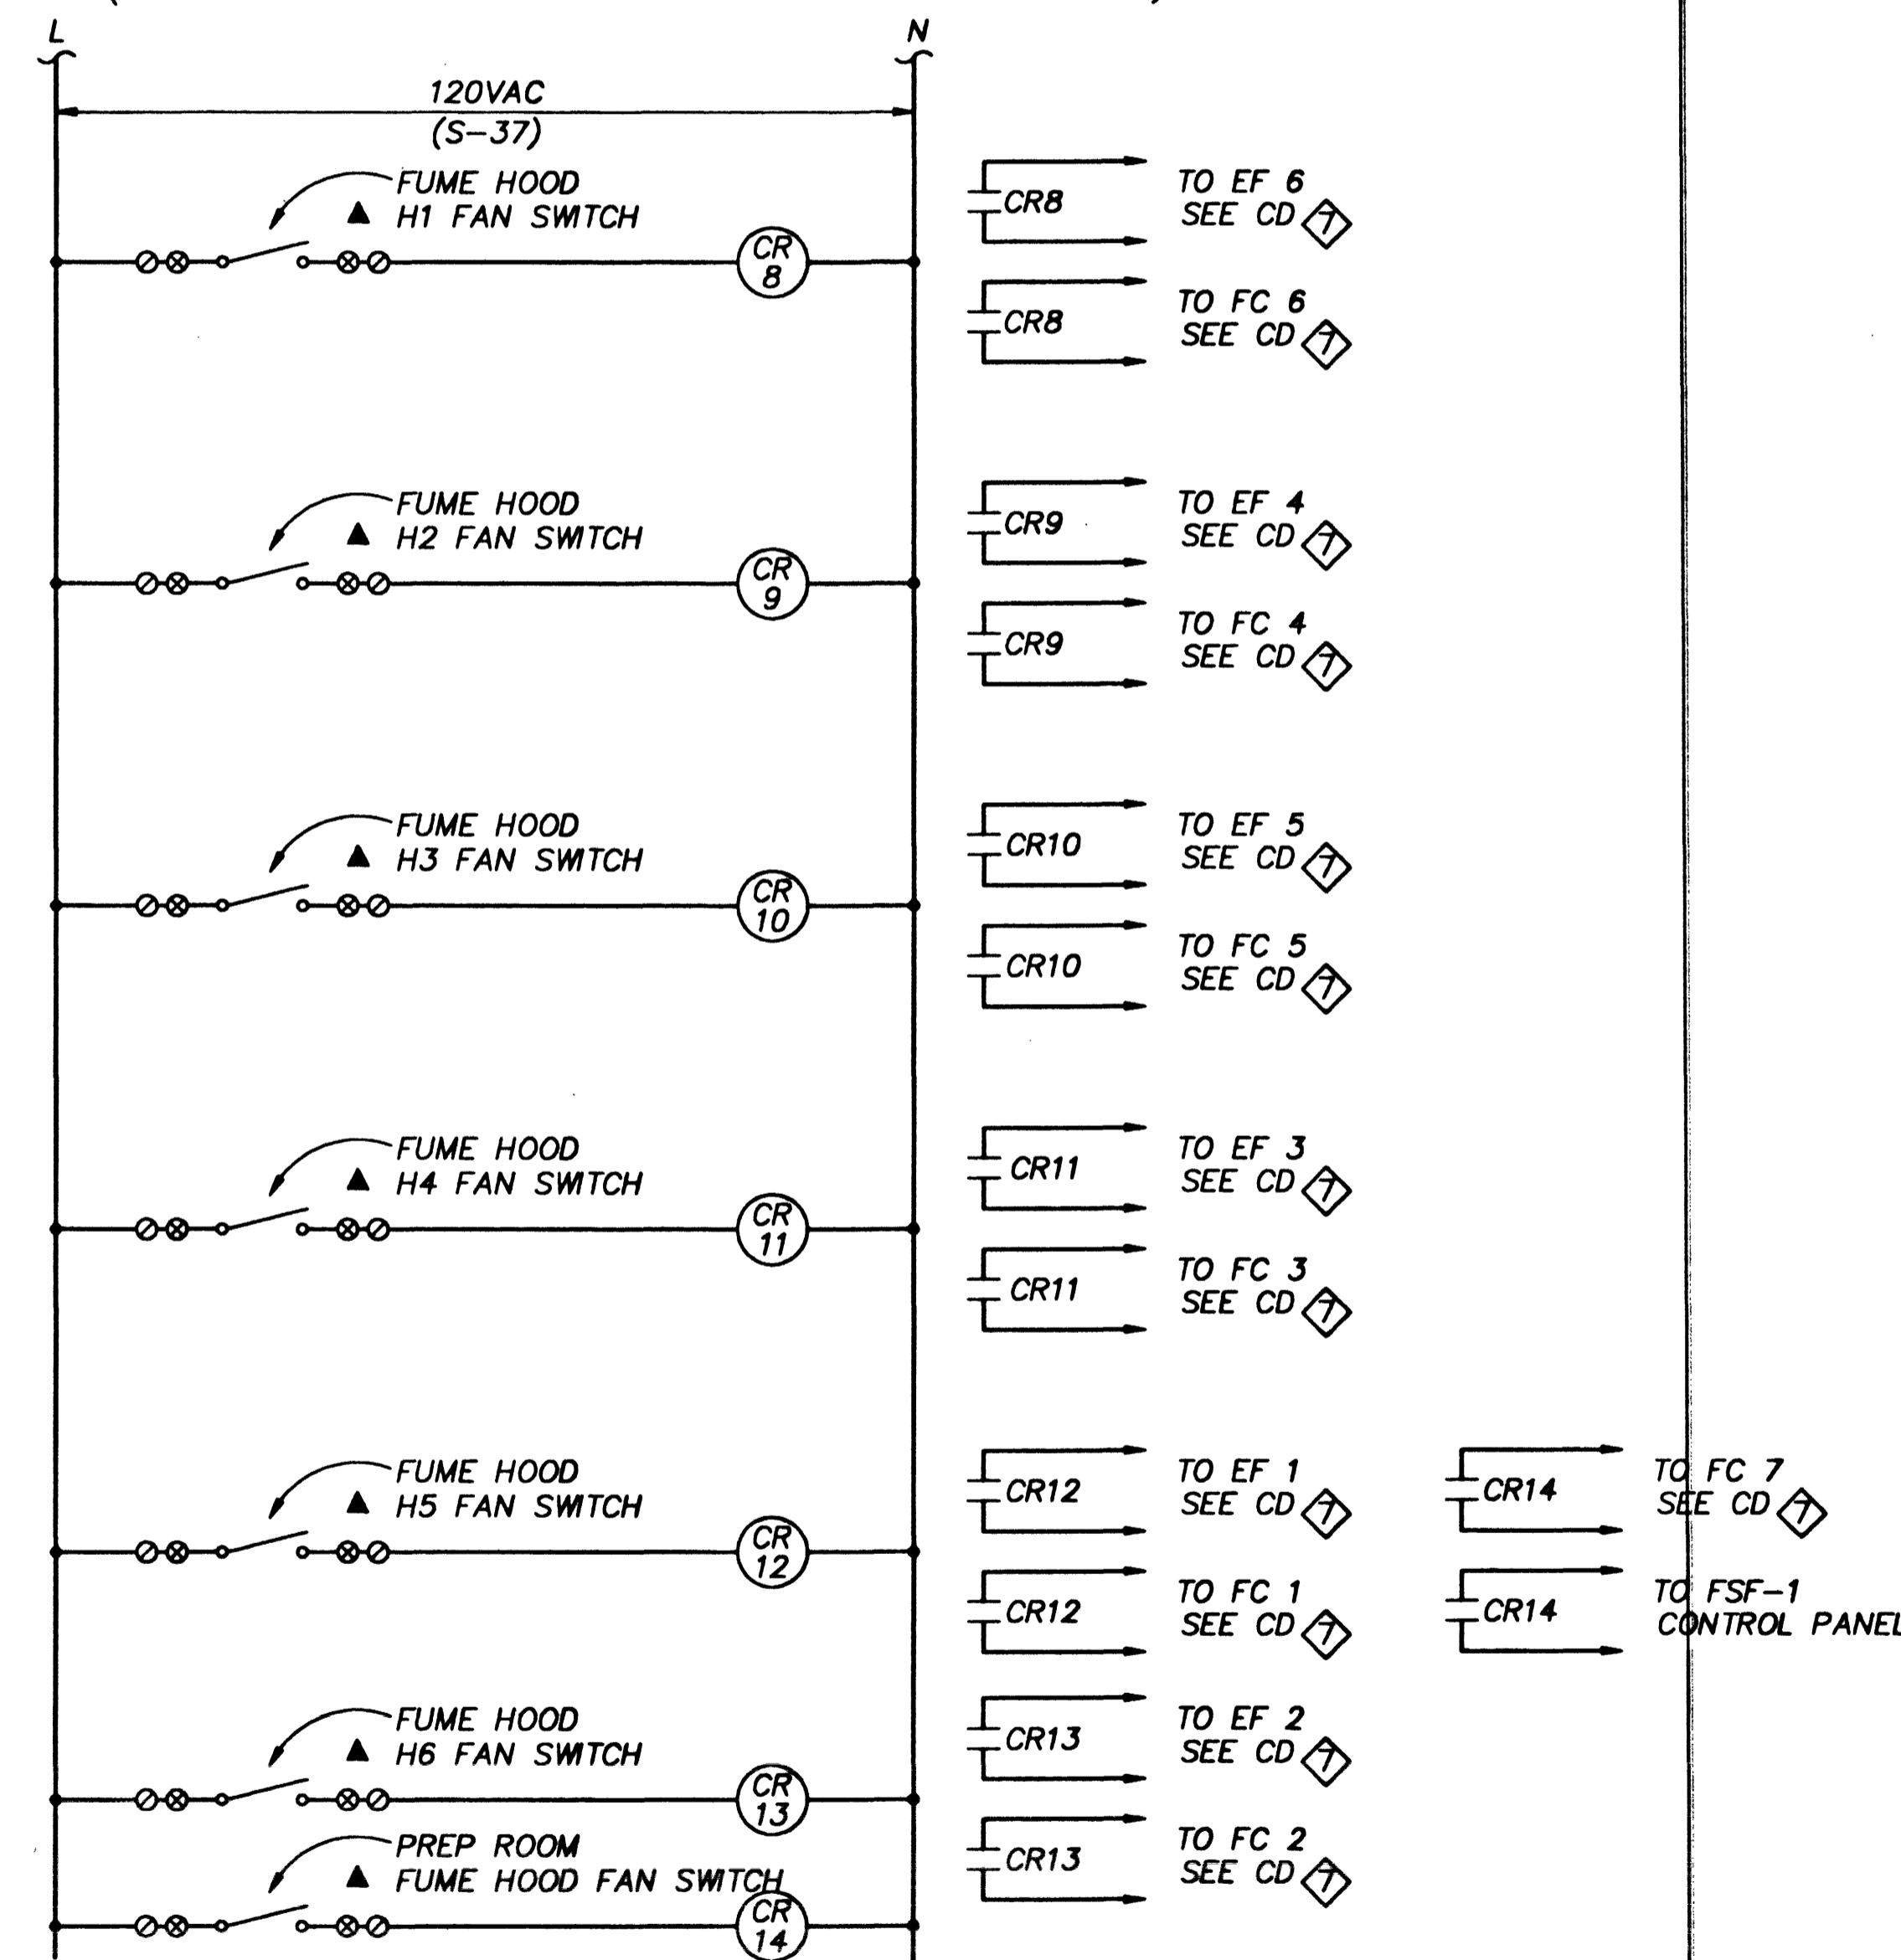 L
N
120VAC
(S-37)
FUME HOOD
H1 FAN SWITCH
CR
8
CR8
TO EF 6
SEE CD 7
CR8
TO FC 6
SEE CD 7
FUME HOOD
H2 FAN SWITCH
CR
9
CR9
TO EF 4
SEE CD 7
CR9
TO FC 4
SEE CD 7
FUME HOOD
H3 FAN SWITCH
CR
10
CR10
TO EF 5
SEE CD 7
CR10
TO FC 5
SEE CD 7
FUME HOOD
H4 FAN SWITCH
CR
11
CR11
TO EF 3
SEE CD 7
CR11
TO FC 3
SEE CD 7
FUME HOOD
H5 FAN SWITCH
CR
12
CR12
TO EF 1
SEE CD 7
CR12
TO FC 1
SEE CD 7
CR14
TO FC 7
SEE CD 7
CR14
TO FSF-1
CONTROL PANEL
FUME HOOD
H6 FAN SWITCH
CR
13
CR13
TO EF 2
SEE CD 7
CR13
TO FC 2
SEE CD 7
PREP ROOM
FUME HOOD FAN SWITCH
CR
14